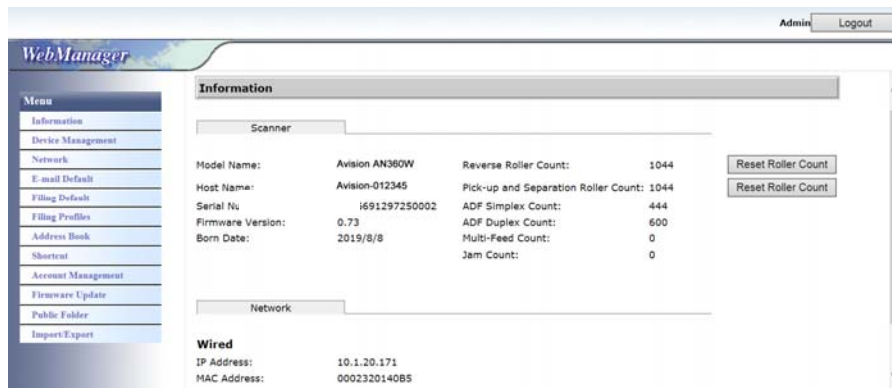 Admin Logout
WebManager
Menu
Information
Device Management
Network
E-mail Default
Filing Default
Filing Profiles
Address Book
Shortcut
Account Management
Firmware Update
Public Folder
Import/Export
Information
Scanner
Model Name: Avision AN360W Reverse Roller Count: 1044 Reset Roller Count
Host Name: Avision-012345 Pick-up and Separation Roller Count: 1044 Reset Roller Count
Serial 691297250002 ADF Simplex Count: 444
Firmware Version: 0.73 ADF Duplex Count: 600
Born Date: 2019/8/8 Multi-Feed Count: 0
Jam Count: 0
Network
Wired
IP Address: 10.1.20.171
MAC Address: 0002320140B5